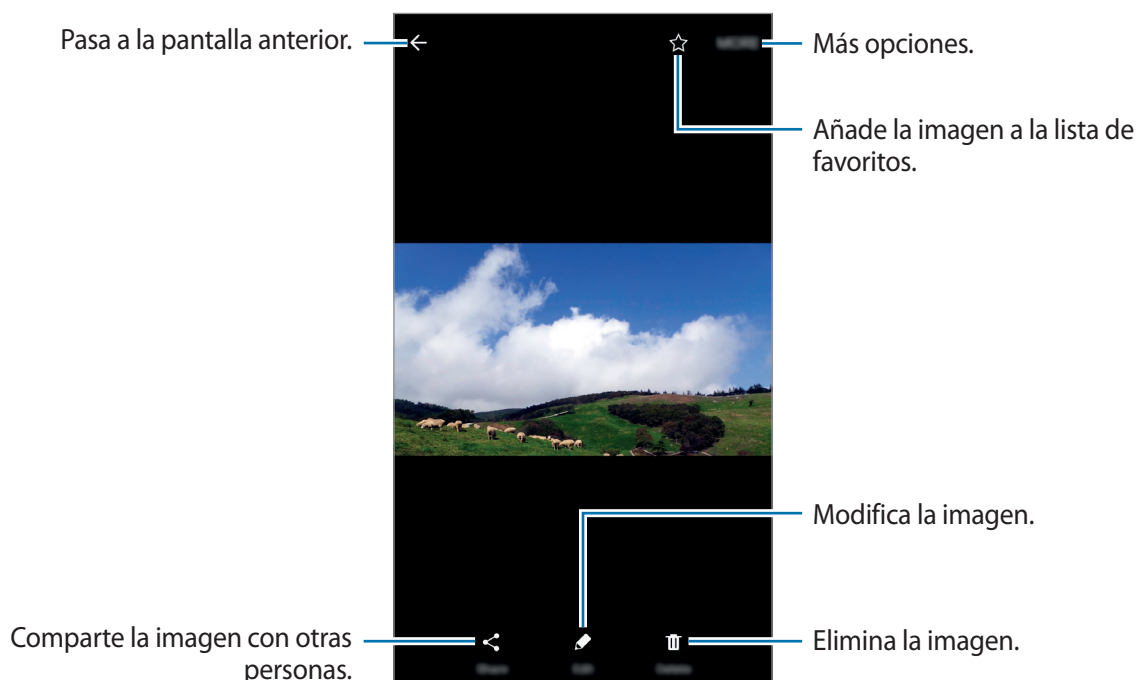 Pasa a la pantalla anterior.
Más opciones.
Añade la imagen a la lista de
favoritos.
Modifica la imagen.
Comparte la imagen con otras
personas.
Elimina la imagen.